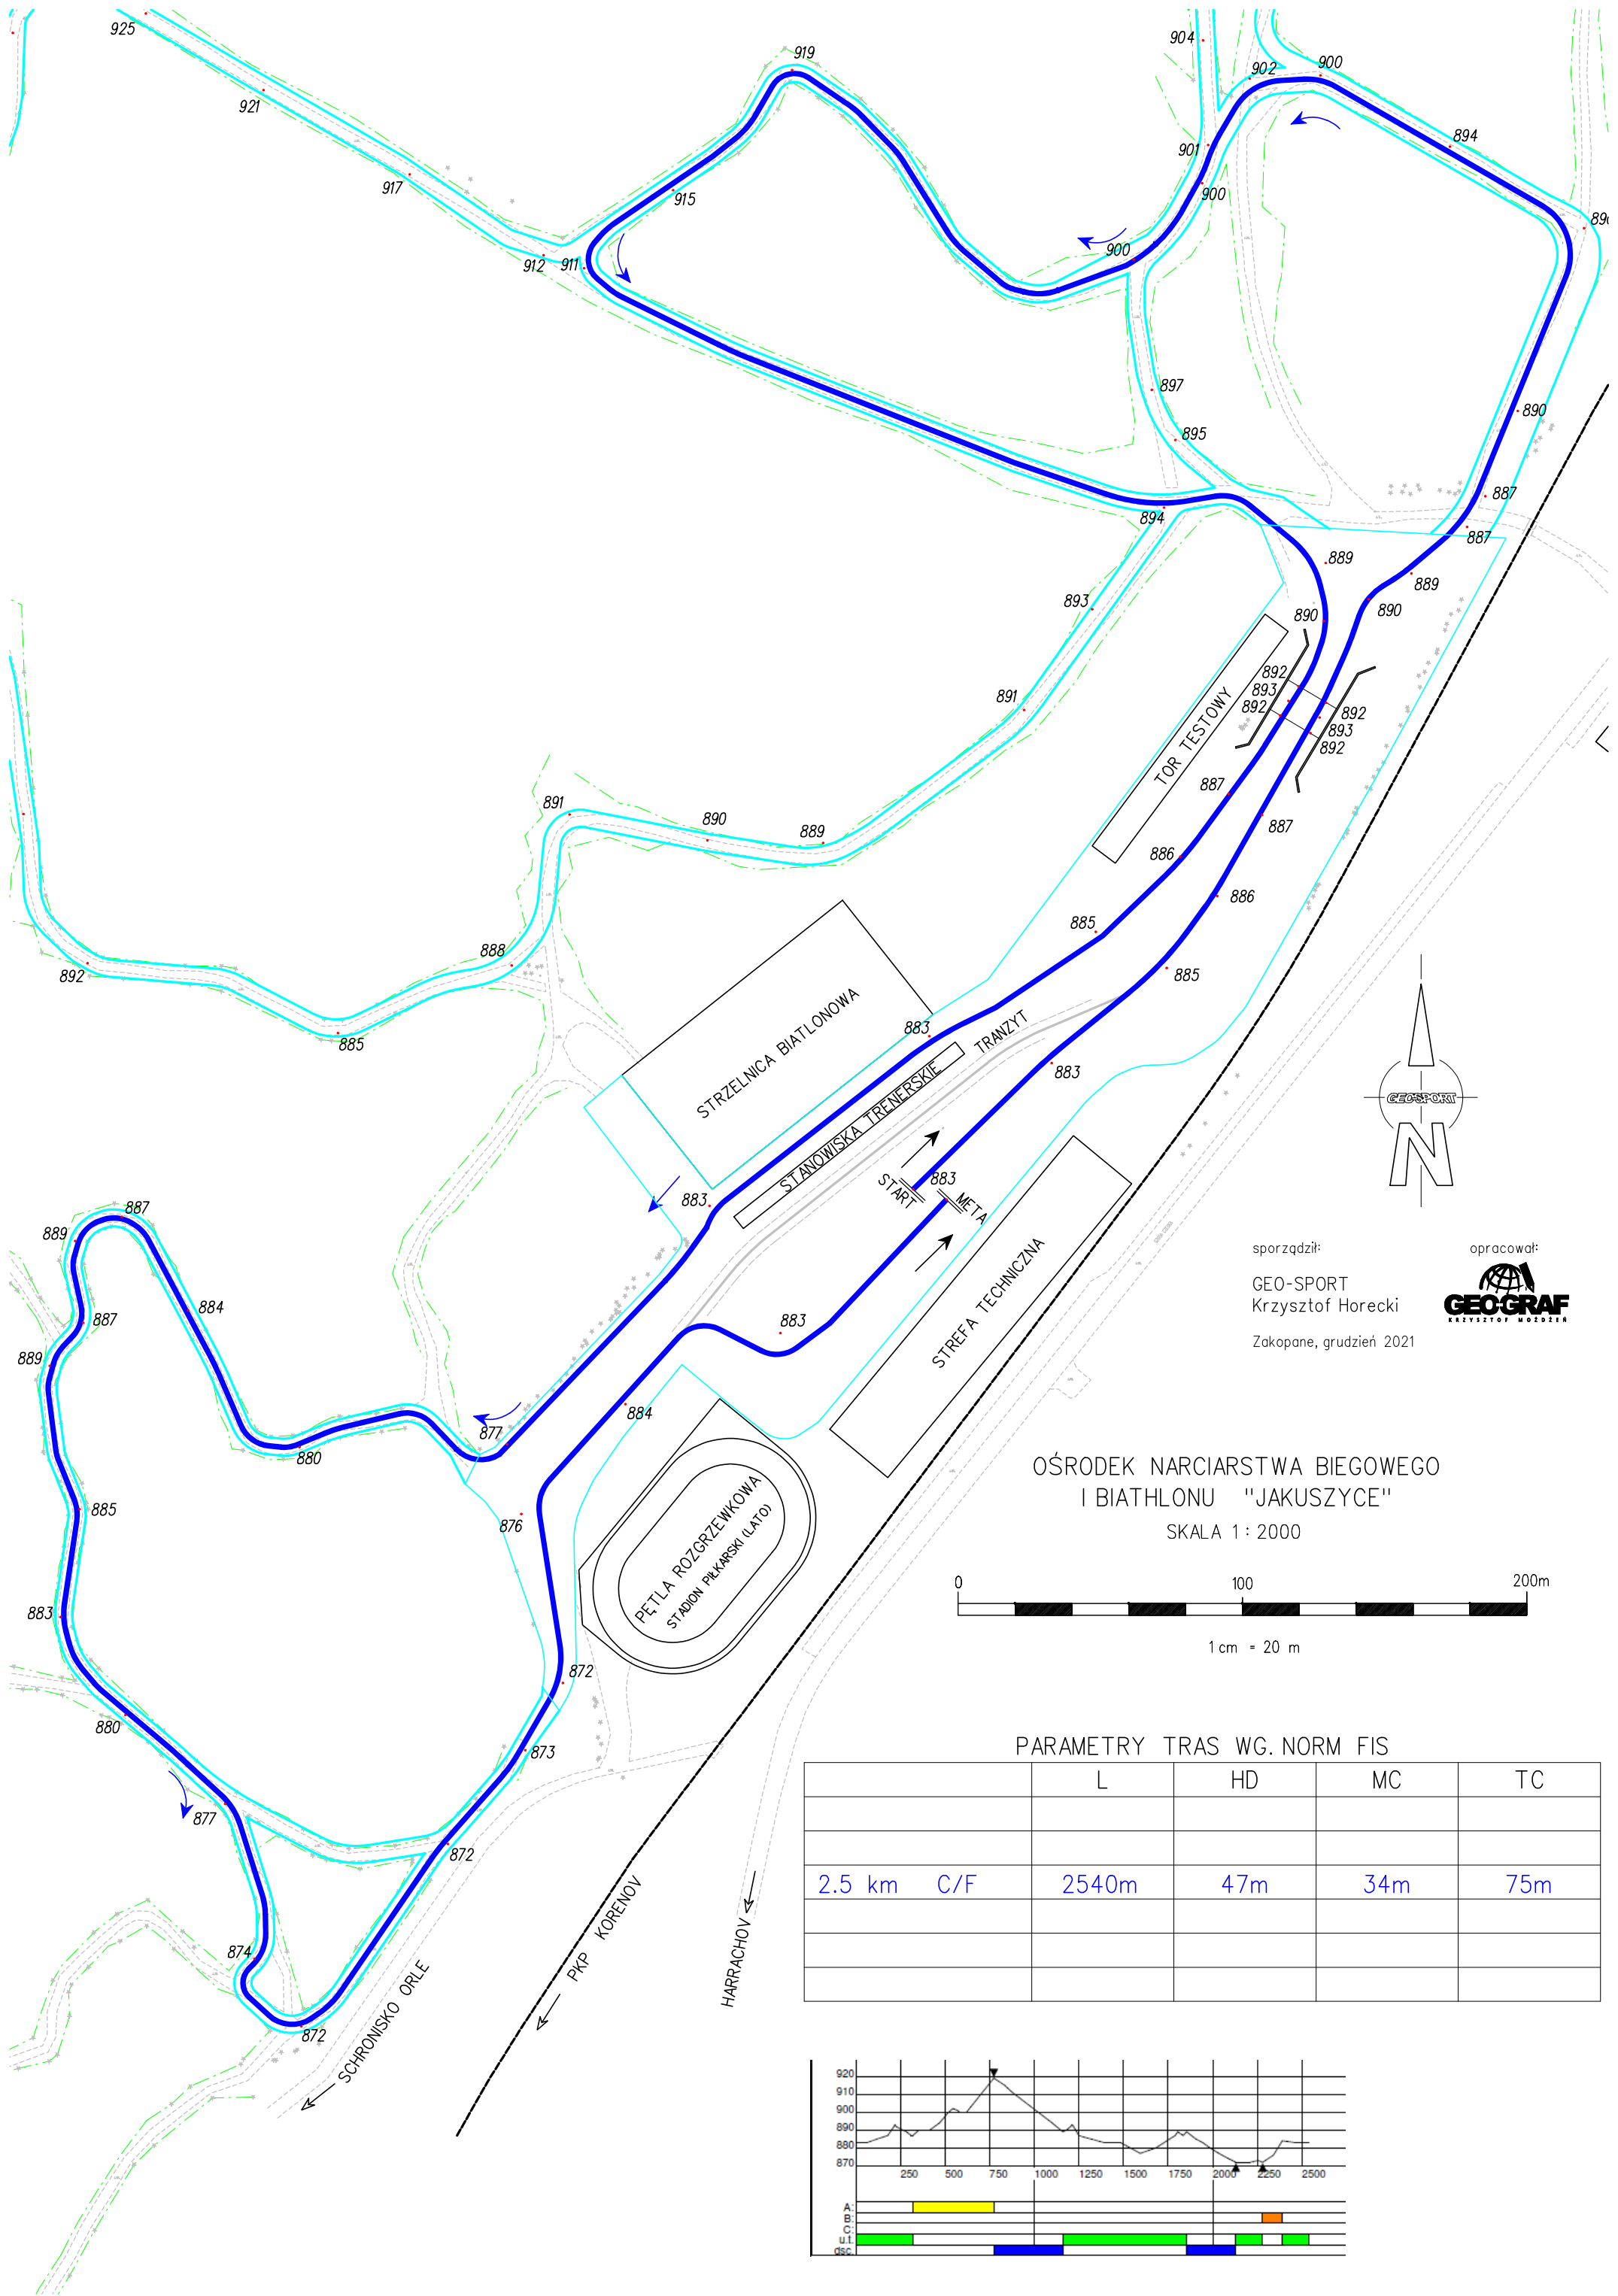 925
919
904
902
900
921
901
894
917
915
900
900
912
911
897
890
895
887
894
887
889
889
893
890
890
892
893
892
892
893
892
891
TOR TESTOWY
887
887
891
890
889
886
886
885
888
892
885
885
STRZELNICA BIATLONOWA
883
TRANZYT
883
STANOWISKA TRENERSKIE
GEO-SPORT
N
883
START
883
META
887
889
884
887
883
STREFA TECHNICZNA
889
884
877
880
885
876
PĘTLA ROZGRZEWKOWA
STADION PIŁKARSKI (LATO)
883
872
880
873
877
872
874
872
SCHRONISKO ORLE
PKP KORENOV
HARRACHOV
sporządził:
opracował:
GEO-SPORT
Krzysztof Horecki
GEOGRAF
KRZYSZTOF MOŻDŻEŃ
Zakopane, grudzień 2021
OŚRODEK NARCIARSTWA BIEGOWEGO
I BIATHLONU "JAKUSZYCE"
SKALA 1 : 2000
0 100 200m
1 cm = 20 m
PARAMETRY TRAS WG. NORM FIS
L HD MC TC
2.5 km C/F 2540m 47m 34m 75m
920
910
900
890
880
870
250 500 750 1000 1250 1500 1750 2000 2250 2500
A:
B:
C:
u.t.
dsc.